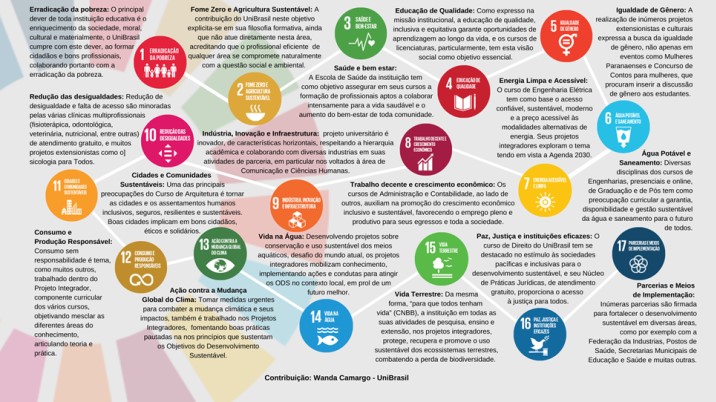 Erradicação da pobreza: O principal
dever de toda instituição educativa é o
enriquecimento da sociedade, moral,
cultural e materialmente, o UniBrasil
cumpre com este dever, ao formar
cidadãos e bons profissionais,
colaborando portanto com a
erradicação da pobreza.
1 ERRADICAÇÃO
DA POBREZA
Fome Zero e Agricultura Sustentável: A
contribuição do UniBrasil neste objetivo
explicita-se em sua filosofia formativa, ainda
que não atue diretamente nesta área,
acreditando que o profissional eficiente de
qualquer área se compromete naturalmente
com a questão social e ambiental.
2 FOME ZERO E
AGRICULTURA
SUSTENTÁVEL
3 SAÚDE E
BEM-ESTAR
Saúde e bem estar:
A Escola de Saúde da instituição tem
como objetivo assegurar em seus cursos a
formação de profissionais aptos a colaborar
intensamente para a vida saudável e o
aumento do bem-estar de toda comunidade.
Educação de Qualidade: Como expresso na
missão institucional, a educação de qualidade,
inclusiva e equitativa garante oportunidades de
aprendizagem ao longo da vida, e os cursos de
licenciaturas, particularmente, tem esta visão
social como objetivo essencial.
4 EDUCAÇÃO DE
QUALIDADE
5 IGUALDADE
DE GÊNERO
Igualdade de Gênero: A
realização de inúmeros projetos
extensionistas e culturais
expressa a busca da igualdade
de gênero, não apenas em
eventos como Mulheres
Paranaenses e Concurso de
Contos para mulheres, que
procuram inserir a discussão
de gênero aos estudantes.
Energia Limpa e Acessível:
O curso de Engenharia Elétrica
tem como base o acesso
confiável, sustentável, moderno
e a preço acessível às
modalidades alternativas de
energia. Seus projetos
integradores exploram o tema
tendo em vista a Agenda 2030.
6 ÁGUA POTÁVEL
E SANEAMENTO
Água Potável e
Saneamento: Diversas
disciplinas dos cursos de
Engenharias, presenciais e online,
de Graduação e de Pós tem como
preocupação curricular a garantia,
disponibilidade e gestão sustentável
da água e saneamento para o futuro
de todos.
7 ENERGIA LIMPA
E ACESSÍVEL
Redução das desigualdades: Redução de
desigualdade e falta de acesso são minoradas
pelas várias clínicas multiprofissionais
(fisioterápica, odontológica,
veterinária, nutricional, entre outras)
de atendimento gratuito, e muitos
projetos extensionistas como o]
sicologia para Todos.
10 REDUÇÃO DAS
DESIGUALDADES
Indústria, Inovação e Infraestrutura: projeto universitário é
inovador, de características horizontais, respeitando a hierarquia
acadêmica e colaborando com diversas indústrias em suas
atividades de parceria, em particular nos voltados à área de
Comunicação e Ciências Humanas.
8 TRABALHO DECENTE E
CRESCIMENTO
ECONÔMICO
11 CIDADES E
COMUNIDADES
SUSTENTÁVEIS
Cidades e Comunidades
Sustentáveis: Uma das principais
preocupações do Curso de Arquitetura é tornar
as cidades e os assentamentos humanos
inclusivos, seguros, resilientes e sustentáveis.
Boas cidades implicam em bons cidadãos,
éticos e solidários.
9 INDÚSTRIA, INOVAÇÃO
E INFRAESTRUTURA
Trabalho decente e crescimento econômico: Os
cursos de Administração e Contabilidade, ao lado de
outros, auxiliam na promoção do crescimento econômico
inclusivo e sustentável, favorecendo o emprego pleno e
produtivo para seus egressos e toda a sociedade.
Consumo e
Produção Responsável:
Consumo sem
responsabilidade é tema,
como muitos outros,
trabalhado dentro do
Projeto Integrador,
componente curricular
dos vários cursos,
objetivando mesclar as
diferentes áreas do
conhecimento,
articulando teoria e
prática.
12 CONSUMO E
PRODUÇÃO
RESPONSÁVEIS
13 AÇÃO CONTRA A
MUDANÇA GLOBAL
DO CLIMA
Ação contra a Mudança
Global do Clima: Tomar medidas urgentes
para combater a mudança climática e seus
impactos, também é trabalhado nos Projetos
Integradores, fomentando boas práticas
pautadas na nos princípios que sustentam
os Objetivos do Desenvolvimento
Sustentável.
Vida na Água: Desenvolvendo projetos sobre
conservação e uso sustentável dos meios
aquáticos, desafio do mundo atual, os projetos
integradores mobilizam conhecimento,
implementando ações e condutas para atingir
os ODS no contexto local, em prol de um
futuro melhor.
14 VIDA NA
ÁGUA
15 VIDA
TERRESTRE
Vida Terrestre: Da mesma
forma, "para que todos tenham
vida" (CNBB), a instituição em todas
as suas atividades de pesquisa, ensino e
extensão, nos projetos integradores,
protege, recupera e promove o uso
sustentável dos ecossistemas terrestres,
combatendo a perda de biodiversidade.
Paz, Justiça e instituições eficazes: O
curso de Direito do UniBrasil tem se
destacado no estímulo às sociedades
pacíficas e inclusivas para o
desenvolvimento sustentável, e seu Núcleo
de Práticas Jurídicas, de atendimento
gratuito, proporciona o acesso
à justiça para todos.
16 PAZ, JUSTIÇA E
INSTITUIÇÕES
EFICAZES
17 PARCERIAS E MEIOS
DE IMPLEMENTAÇÃO
Parcerias e Meios
de Implementação:
Inúmeras parcerias são firmadas
para fortalecer o desenvolvimento
sustentável em diversas áreas,
como por exemplo com a
Federação da Industrias, Postos de
Saúde, Secretarias Municipais de
Educação e Saúde e muitas outras.
Contribuição: Wanda Camargo - UniBrasil